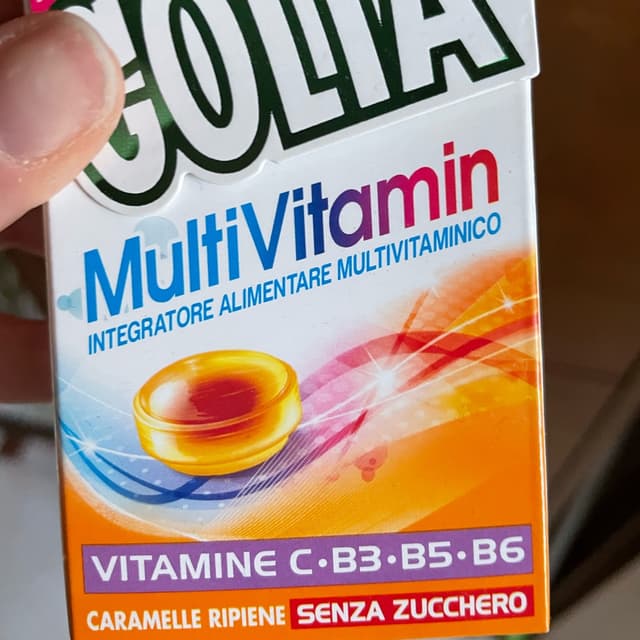 GOLIA
MultiVitamin
INTEGRATORE ALIMENTARE MULTIVITAMINICO
VITAMINE C•B3•B5•B6
CARAMELLE RIPIENE SENZA ZUCCHERO